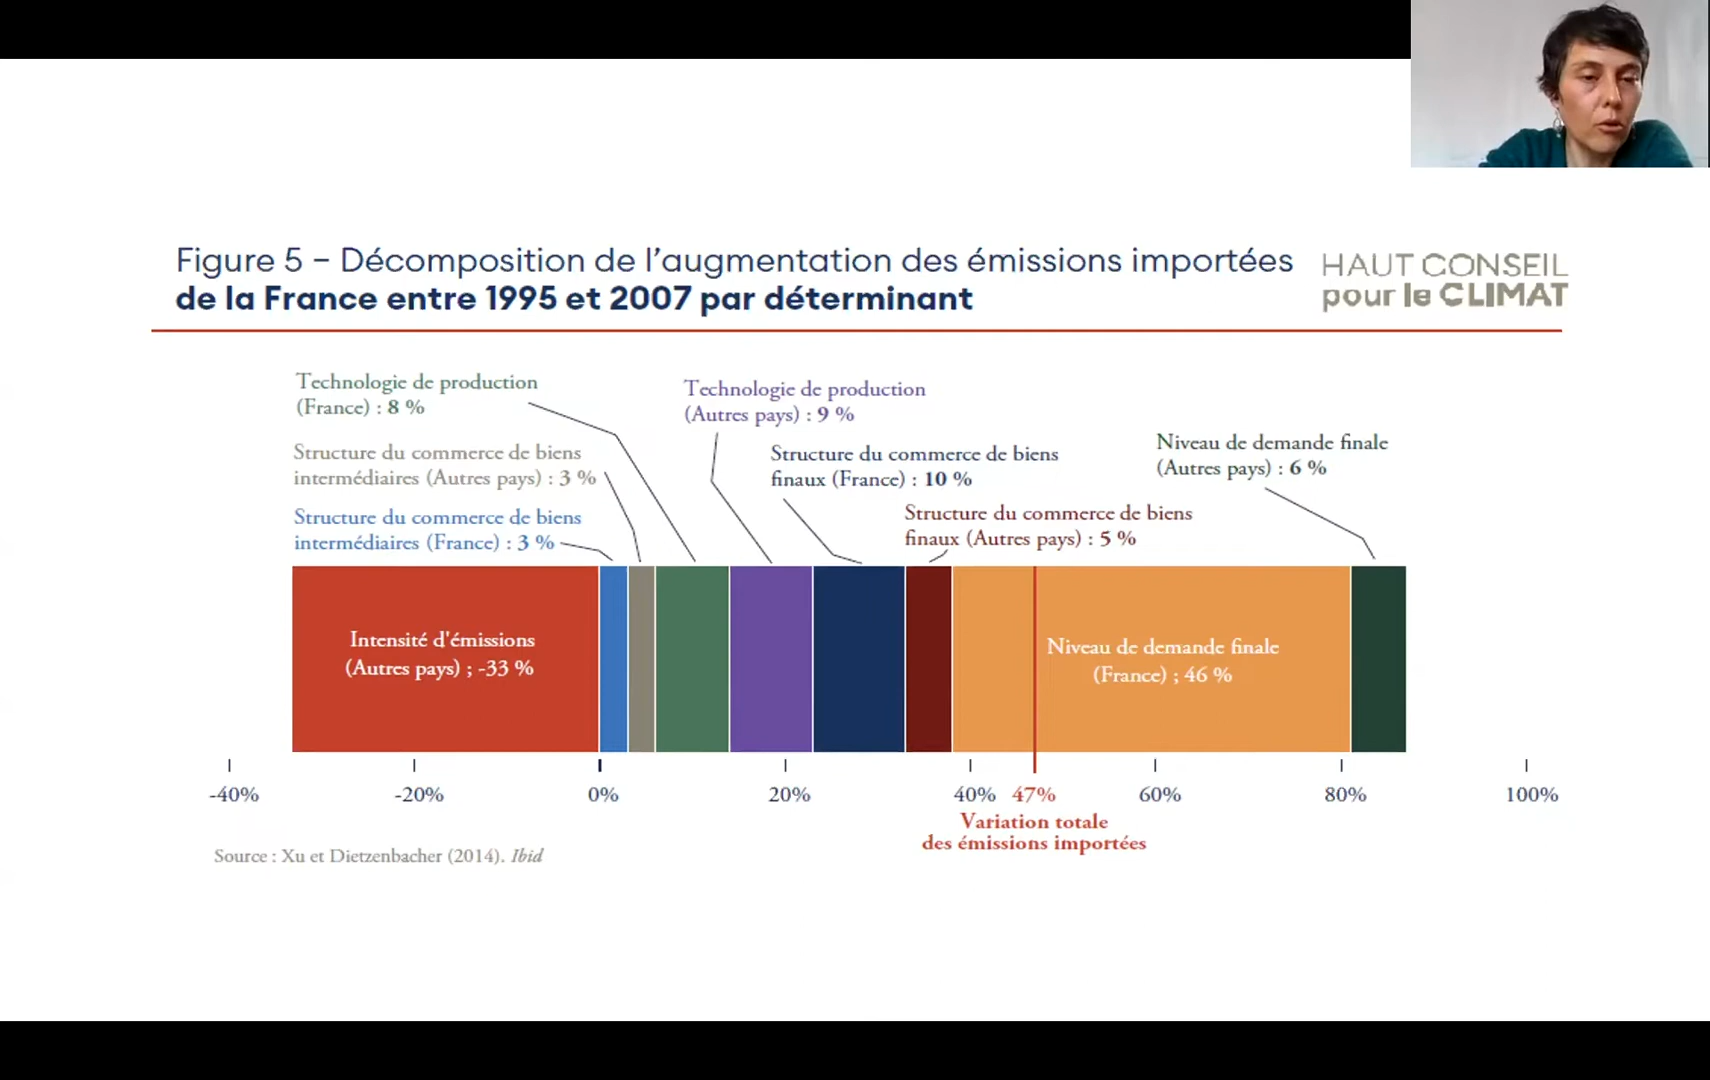 Figure 5 – Décomposition de l'augmentation des émissions importées
de la France entre 1995 et 2007 par déterminant
HAUT CONSEIL
pour le CLIMAT
Technologie de production
(France) : 8 %
Structure du commerce de biens
intermédiaires (Autres pays) : 3 %
Structure du commerce de biens
intermédiaires (France) : 3 %
Technologie de production
(Autres pays) : 9 %
Structure du commerce de biens
finaux (France) : 10 %
Structure du commerce de biens
finaux (Autres pays) : 5 %
Niveau de demande finale
(Autres pays) : 6 %
Intensité d'émissions
(Autres pays) ; -33 %
Niveau de demande finale
(France) ; 46 %
-40% -20% 0% 20% 40% 47% 60% 80% 100%
Variation totale
des émissions importées
Source : Xu et Dietzenbacher (2014). Ibid